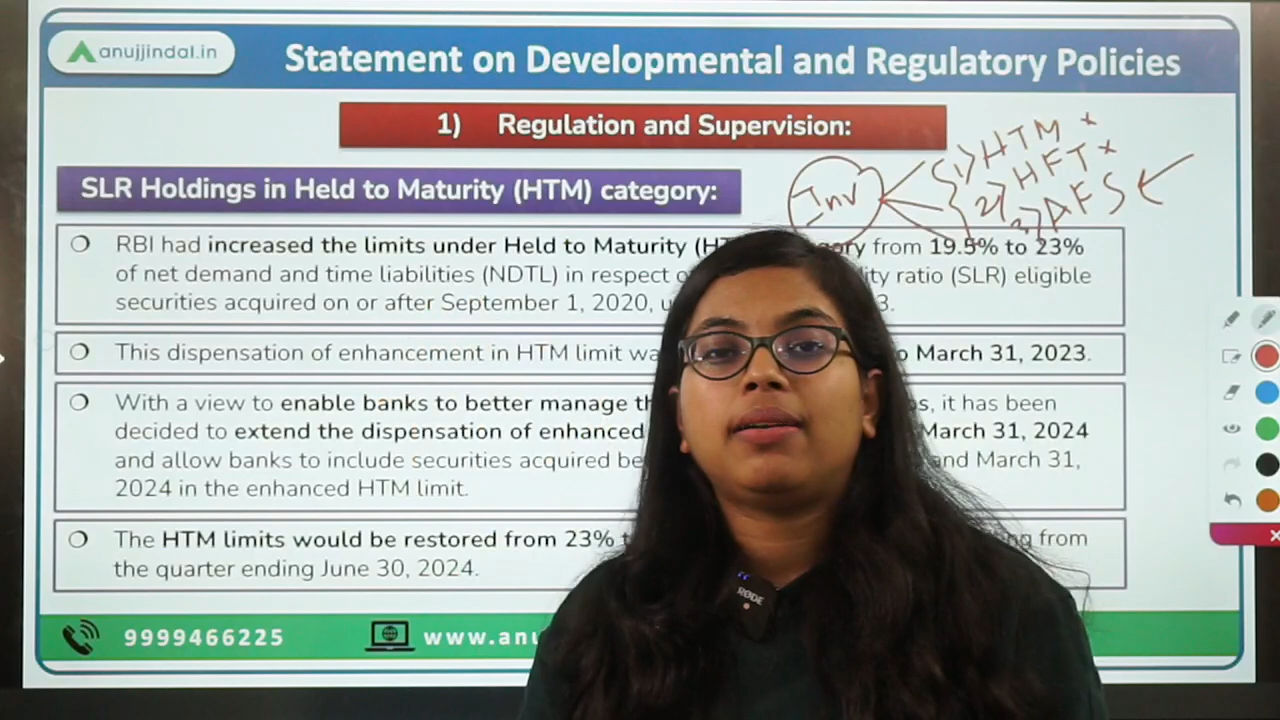 anujjindal.in
Statement on Developmental and Regulatory Policies
1) Regulation and Supervision:
SLR Holdings in Held to Maturity (HTM) category:
Inv
1) HTM x
2) HFT x
3) AFS
RBI had increased the limits under Held to Maturity from 19.5% to 23%
of net demand and time liabilities (NDTL) in respect ratio (SLR) eligible
securities acquired on or after September 1, 2020,
This dispensation of enhancement in HTM limit March 31, 2023.
With a view to enable banks to better manage it has been
decided to extend the dispensation of enhanced March 31, 2024
and allow banks to include securities acquired and March 31,
2024 in the enhanced HTM limit.
The HTM limits would be restored from 23% from
the quarter ending June 30, 2024.
9999466225
www.
RØDE